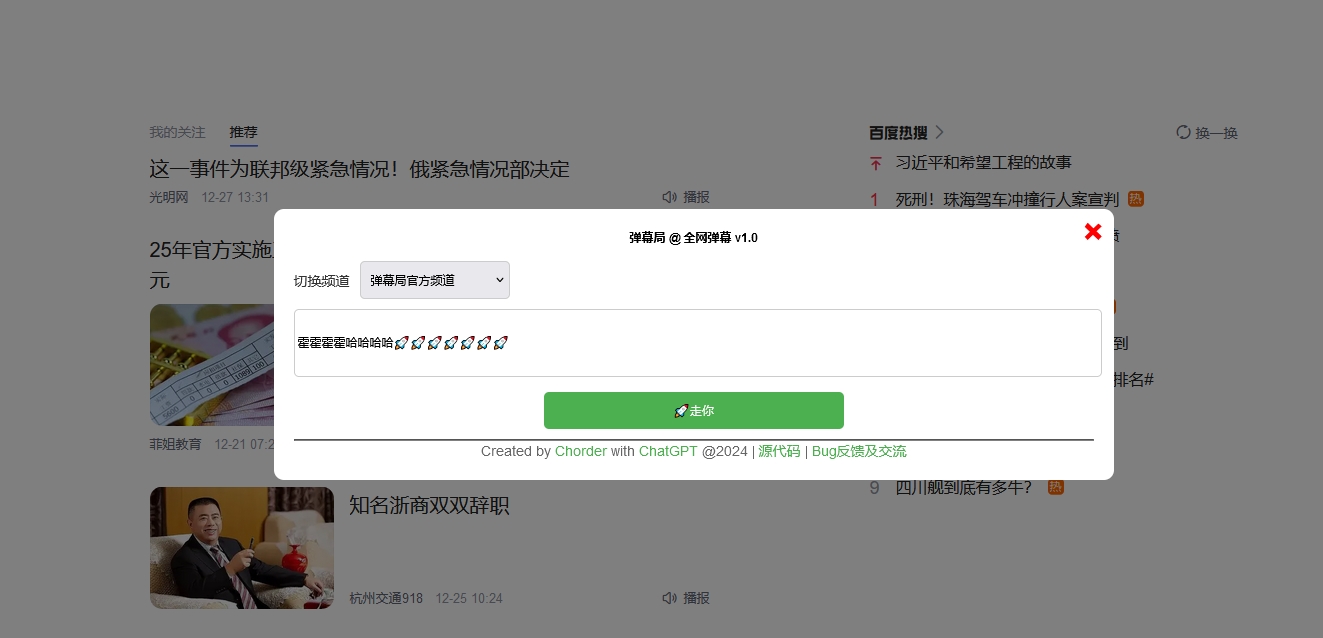 我的关注 推荐
这一事件为联邦级紧急情况！俄紧急情况部决定
光明网 12-27 13:31 播报
25年官方实施
元
菲姐教育 12-21 07:2
知名浙商双双辞职
杭州交通918 12-25 10:24 播报
百度热搜 换一换
习近平和希望工程的故事
1 死刑！珠海驾车冲撞行人案宣判 热
到
排名#
9 四川舰到底有多牛？ 热
弹幕局 @ 全网弹幕 v1.0
切换频道 弹幕局官方频道
霍霍霍霍哈哈哈哈🚀🚀🚀🚀🚀🚀🚀
🚀走你
Created by Chorder with ChatGPT @2024 | 源代码 | Bug反馈及交流